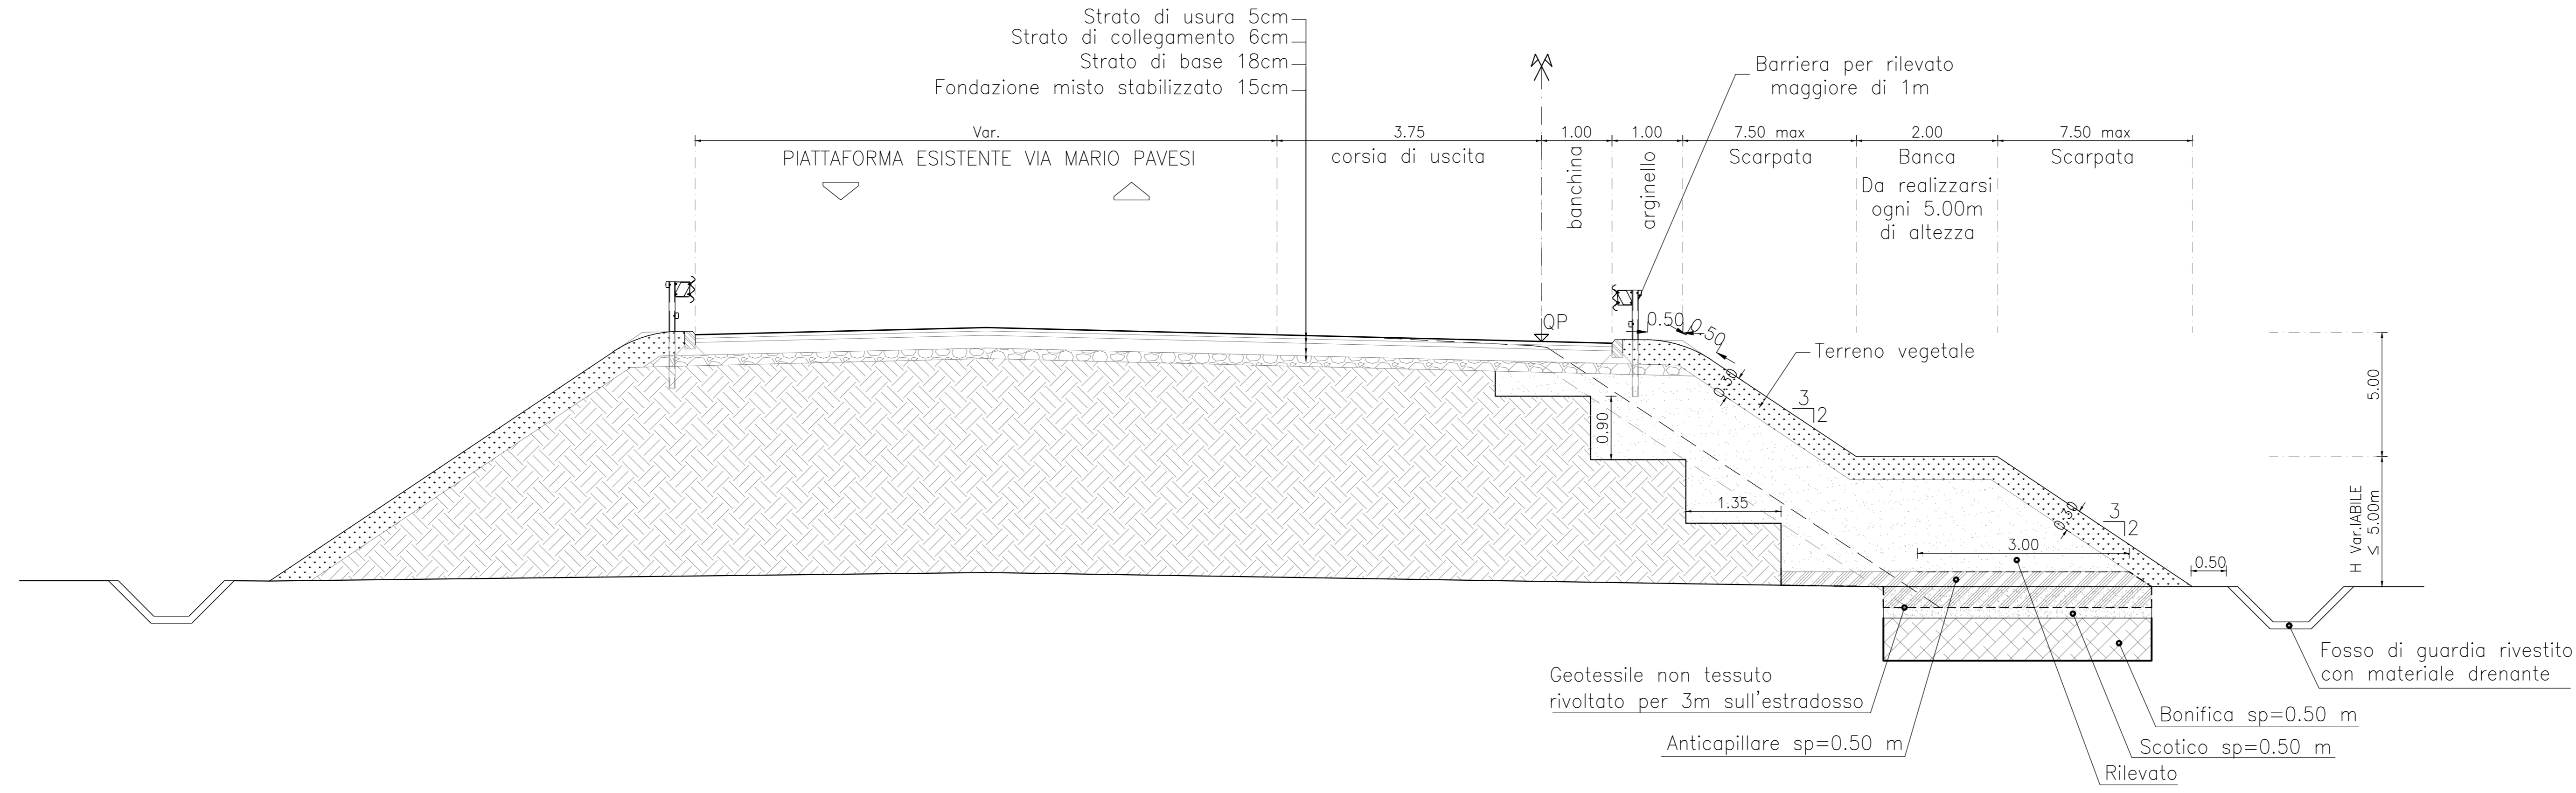 Strato di usura 5cm
Strato di collegamento 6cm
Strato di base 18cm
Fondazione misto stabilizzato 15cm
Barriera per rilevato
maggiore di 1m
Var.
3.75
1.00
1.00
7.50 max
2.00
7.50 max
PIATTAFORMA ESISTENTE VIA MARIO PAVESI
corsia di uscita
banchina
arginello
Scarpata
Banca
Scarpata
Da realizzarsi
ogni 5.00m
di altezza
QP
0.50
0.50
Terreno vegetale
0.30
3
2
5.00
0.90
1.35
0.30
3
2
H Var.IABILE
≤ 5.00m
3.00
0.50
Geotessile non tessuto
rivoltato per 3m sull'estradosso
Anticapillare sp=0.50 m
Fosso di guardia rivestito
con materiale drenante
Bonifica sp=0.50 m
Scotico sp=0.50 m
Rilevato